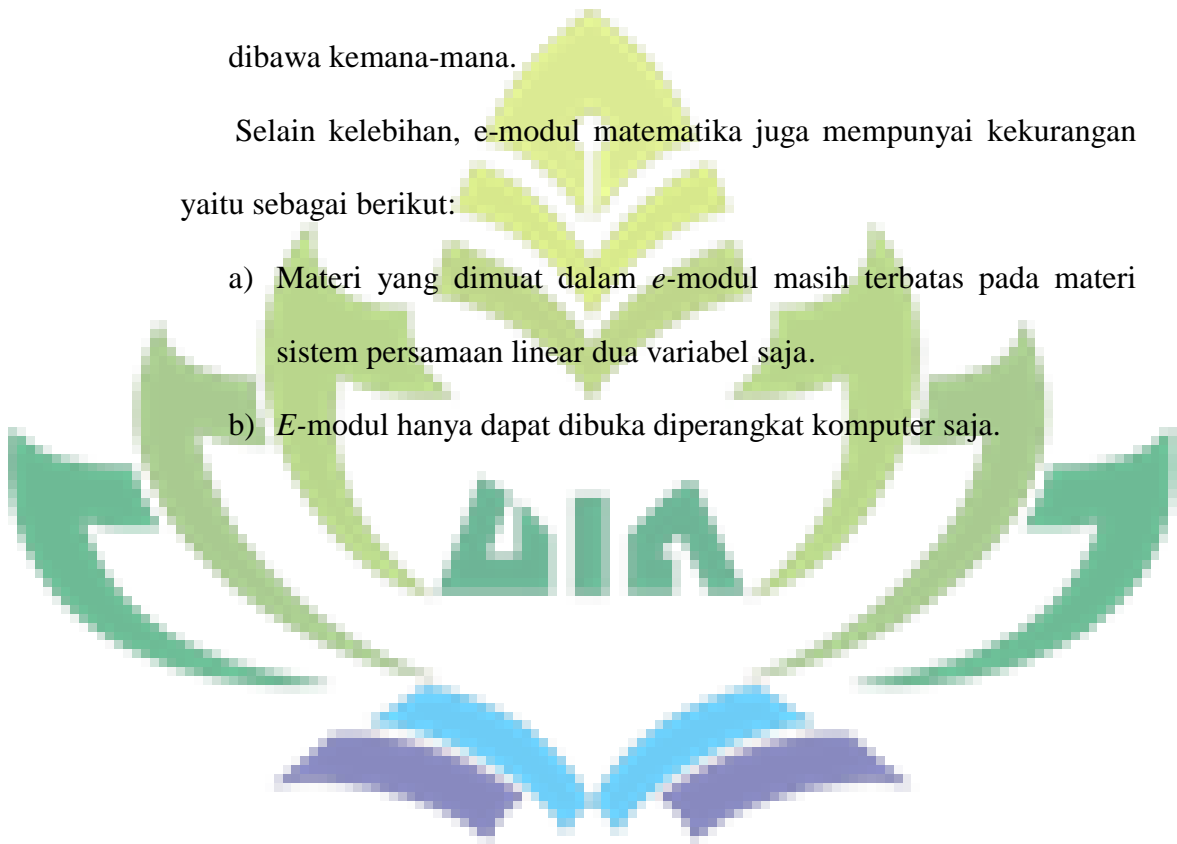 dibawa kemana-mana.
Selain kelebihan, e-modul matematika juga mempunyai kekurangan
yaitu sebagai berikut:
a) Materi yang dimuat dalam e-modul masih terbatas pada materi
sistem persamaan linear dua variabel saja.
b) E-modul hanya dapat dibuka diperangkat komputer saja.